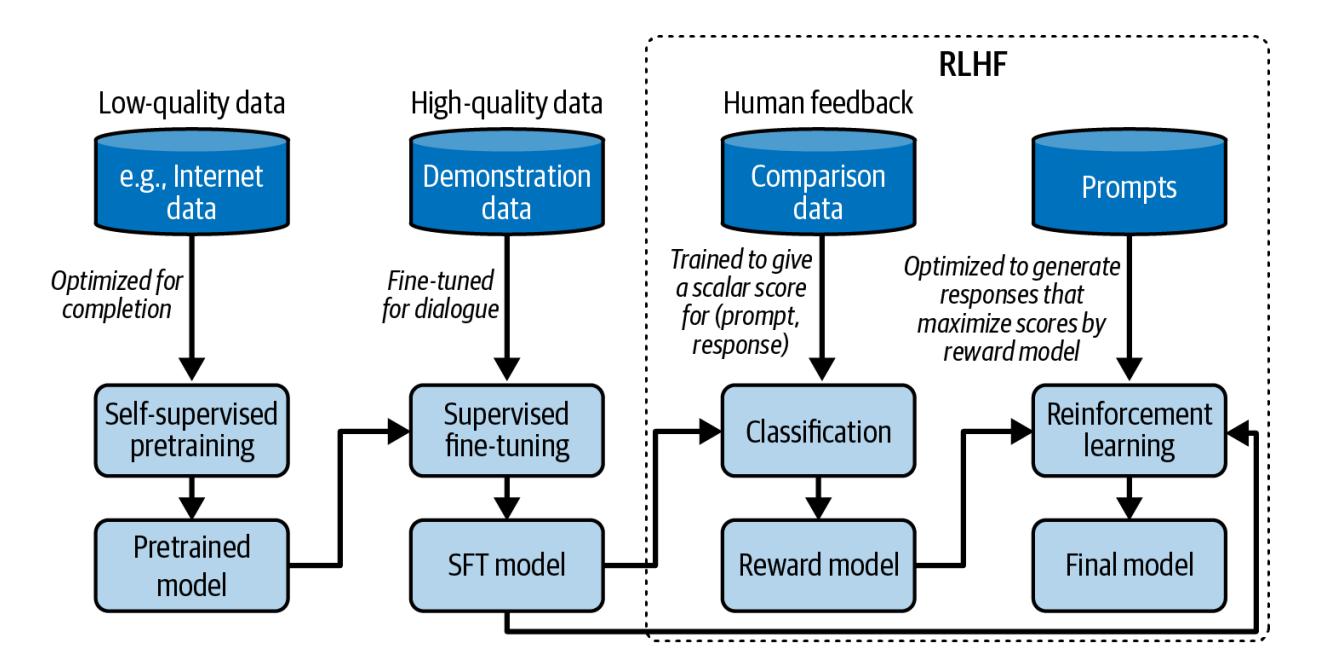 RLHF
Low-quality data
High-quality data
Human feedback
e.g., Internet
data
Demonstration
data
Comparison
data
Prompts
Optimized for
completion
Fine-tuned
for dialogue
Trained to give
a scalar score
for (prompt,
response)
Optimized to generate
responses that
maximize scores by
reward model
Self-supervised
pretraining
Supervised
fine-tuning
Classification
Reinforcement
learning
Pretrained
model
SFT model
Reward model
Final model